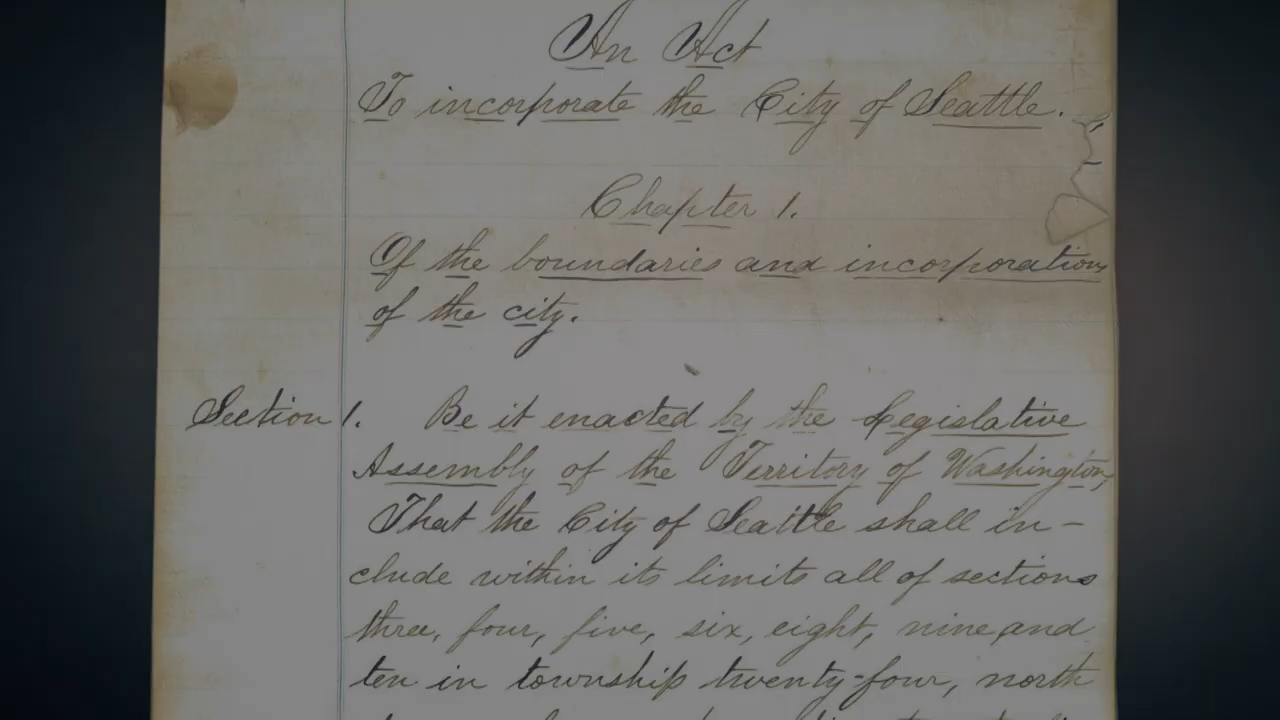 An Act
To incorporate the City of Seattle.
Chapter 1.
Of the boundaries and incorporation
of the city.
Section 1. Be it enacted by the Legislative
Assembly of the Territory of Washington,
That the City of Seattle shall in-
clude within its limits all of sections
three, four, five, six, eight, nine and
ten in township twenty-four, north